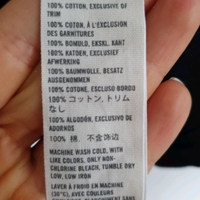 100% COTTON, EXCLUSIVE OF
TRIM
100% COTON, À L'EXCLUSION
DES GARNITURES
100% BOMULD, EKSKL. KANT
100% KATOEN, EXCLUSIEF
AFWERKING
100% BAUMWOLLE, BESATZ
AUSGENOMMEN
100% COTONE, ESCLUSO BORDO
100% コットン, トリム
なし
100% ALGODÓN, EXCLUSIVO DE
ADORNOS
100% 棉, 不含饰边
MACHINE WASH COLD, WITH
LIKE COLORS, ONLY NON-
CHLORINE BLEACH, TUMBLE DRY
LOW, LOW IRON
LAVER À FROID EN MACHINE
(30°C), AVEC COULEURS